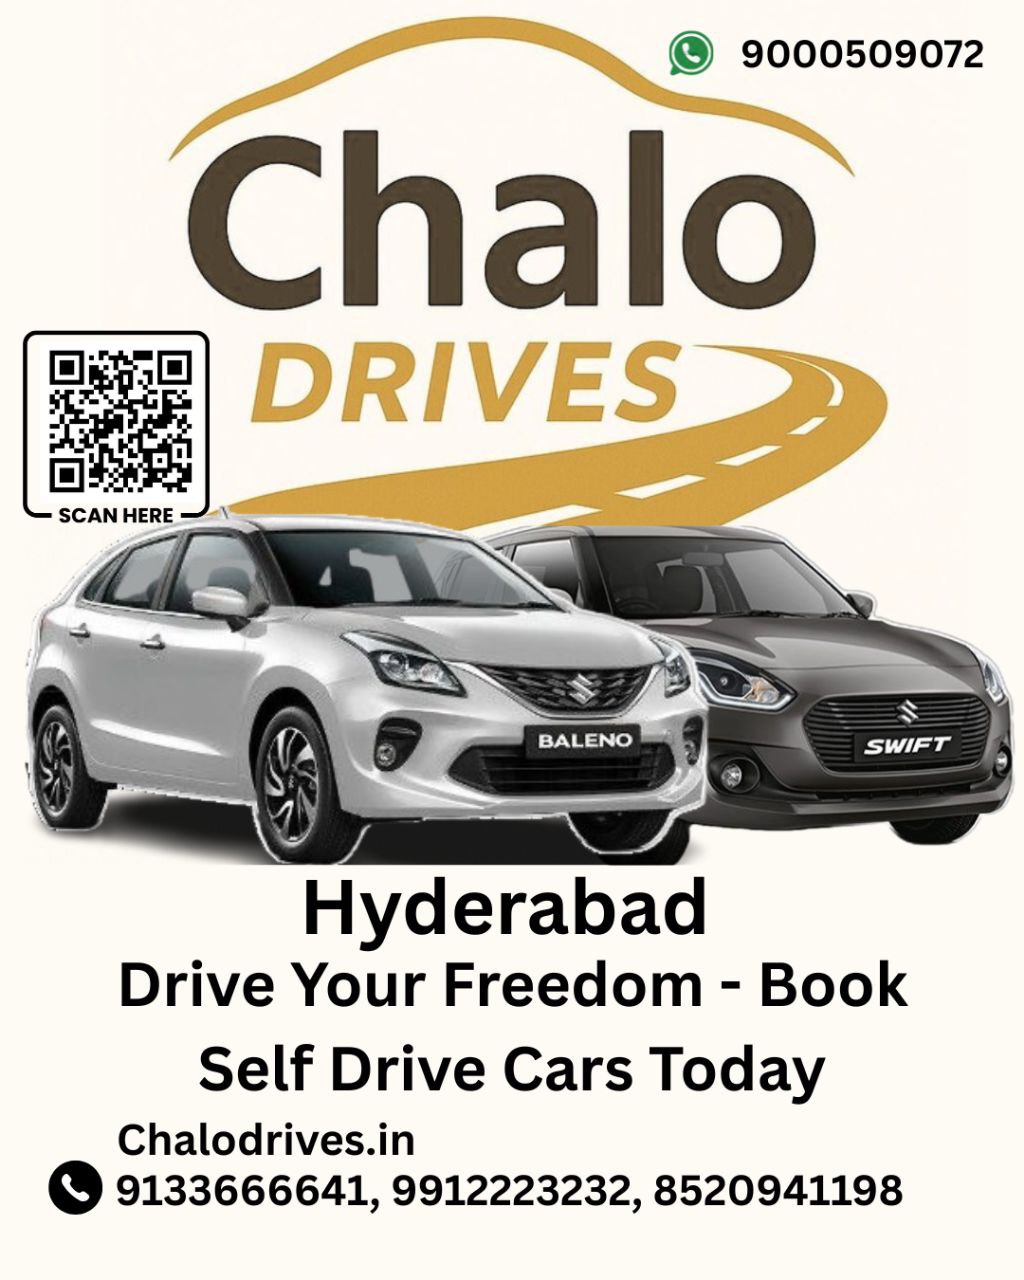 9000509072
Chalo
DRIVES
SCAN HERE
BALENO
SWIFT
Hyderabad
Drive Your Freedom - Book
Self Drive Cars Today
Chalodrives.in
9133666641, 9912223232, 8520941198